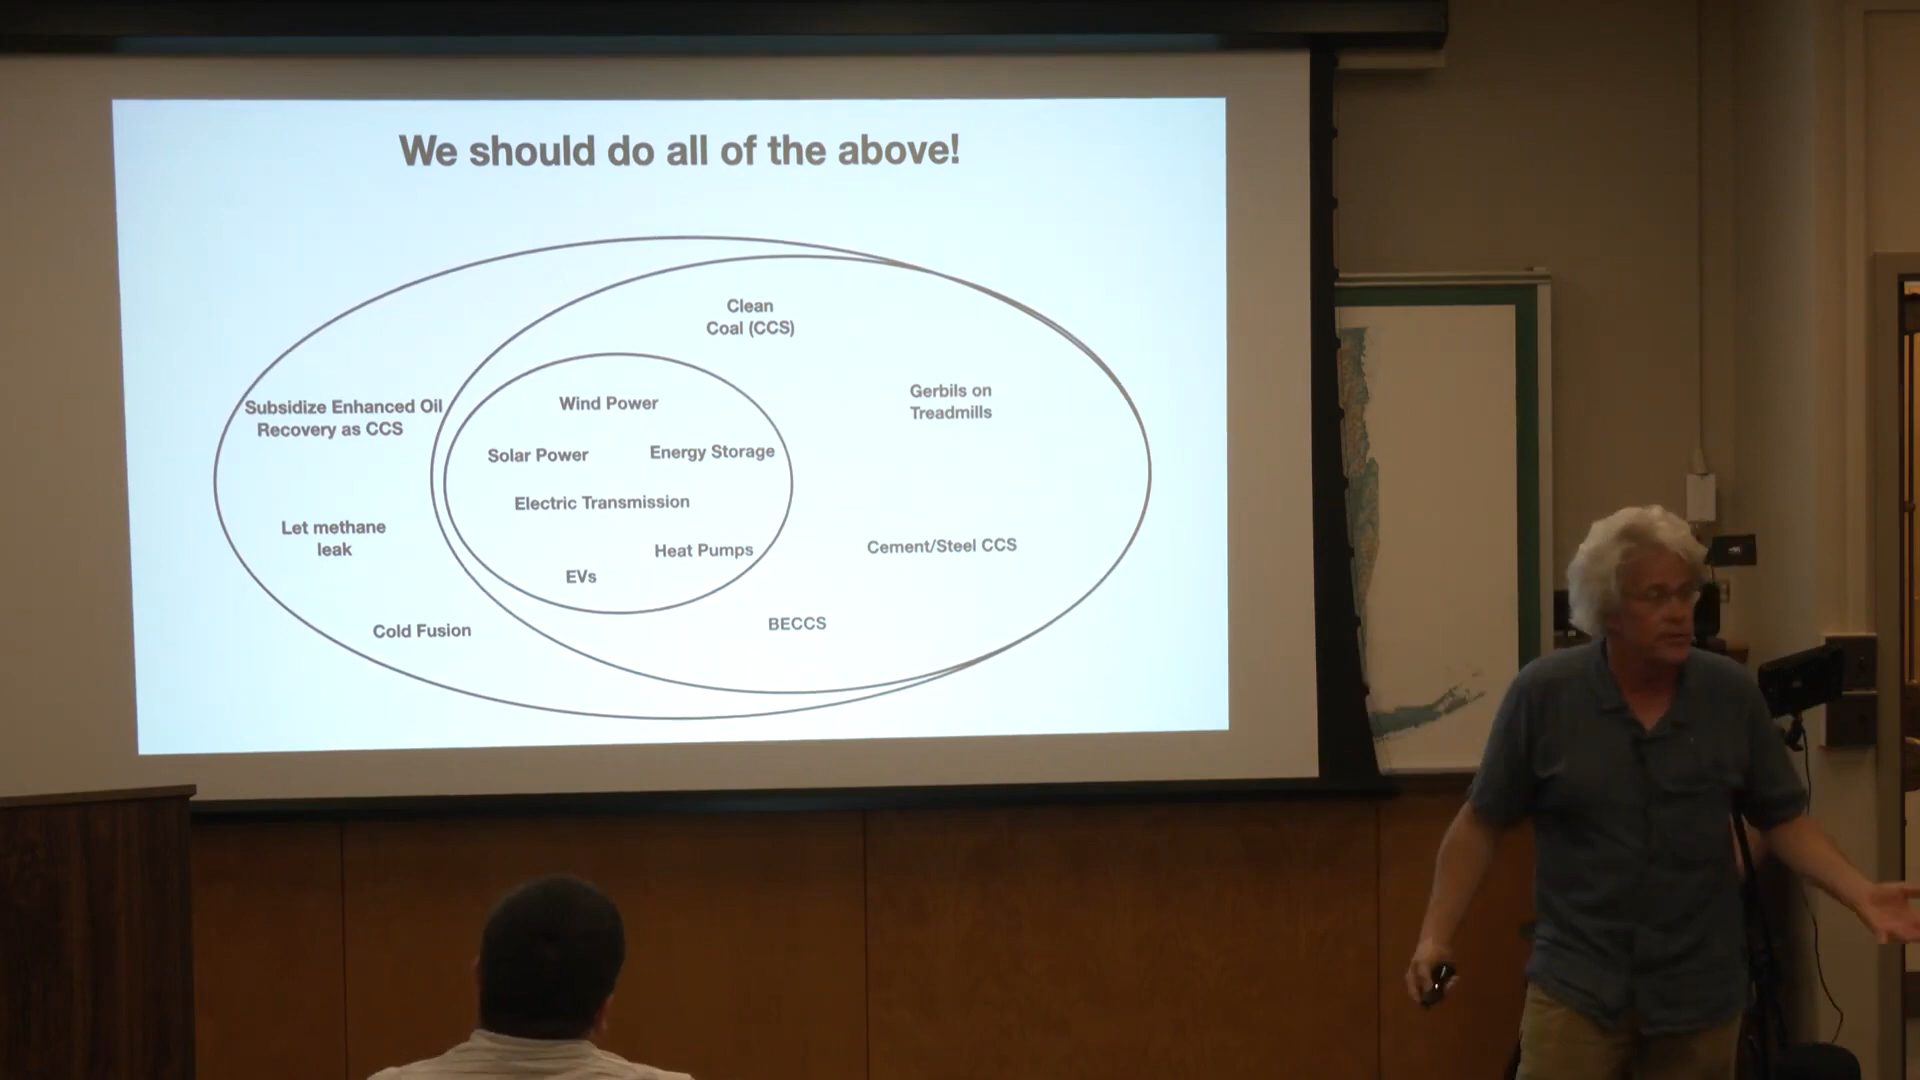 We should do all of the above!
Clean
Coal (CCS)
Gerbils on
Treadmills
Subsidize Enhanced Oil
Recovery as CCS
Wind Power
Solar Power
Energy Storage
Electric Transmission
Let methane
leak
Heat Pumps
Cement/Steel CCS
EVs
Cold Fusion
BECCS